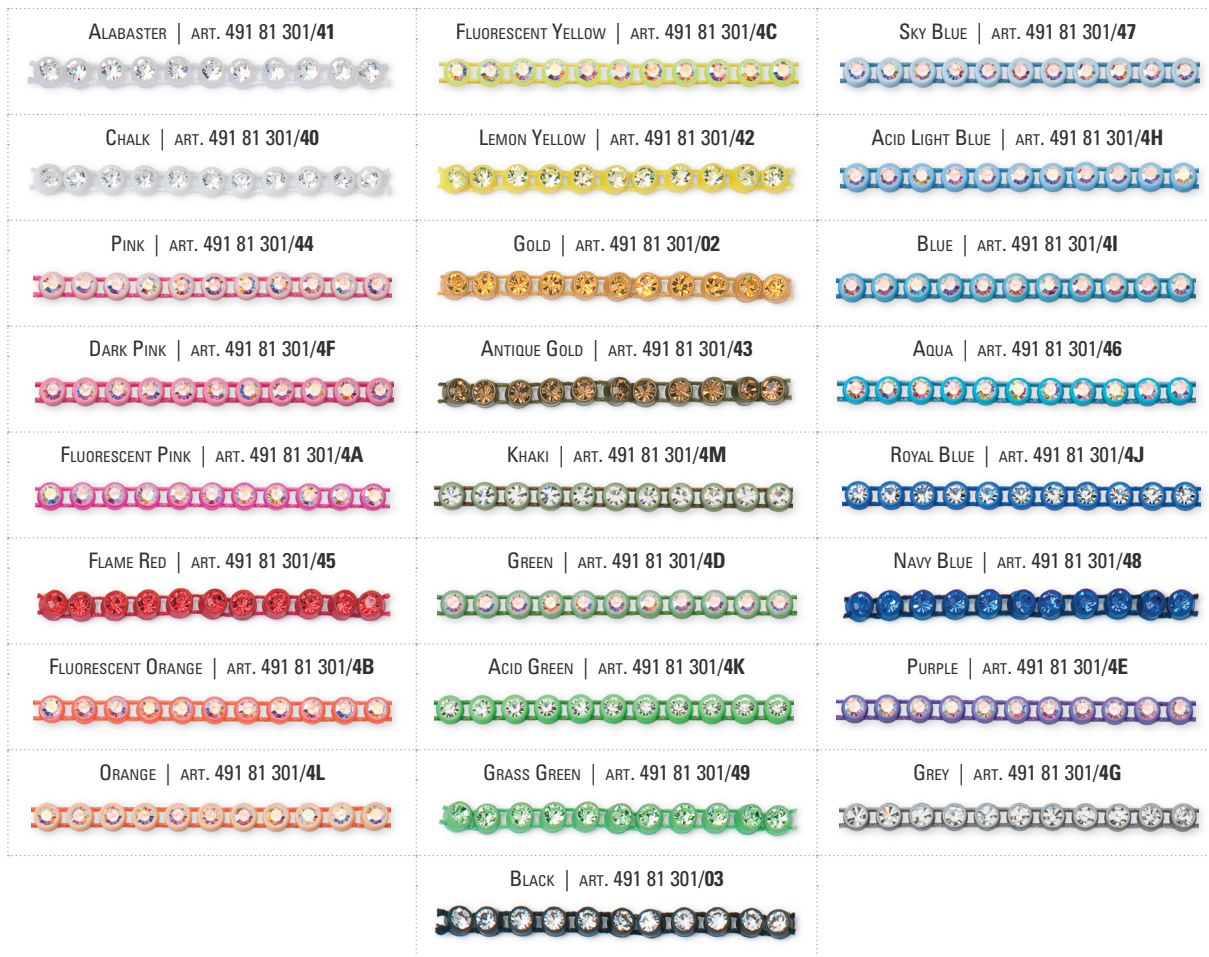 Alabaster | art. 491 81 301/41
Fluorescent Yellow | art. 491 81 301/4C
Sky Blue | art. 491 81 301/47
Chalk | art. 491 81 301/40
Lemon Yellow | art. 491 81 301/42
Acid Light Blue | art. 491 81 301/4H
Pink | art. 491 81 301/44
Gold | art. 491 81 301/02
Blue | art. 491 81 301/4I
Dark Pink | art. 491 81 301/4F
Antique Gold | art. 491 81 301/43
Aqua | art. 491 81 301/46
Fluorescent Pink | art. 491 81 301/4A
Khaki | art. 491 81 301/4M
Royal Blue | art. 491 81 301/4J
Flame Red | art. 491 81 301/45
Green | art. 491 81 301/4D
Navy Blue | art. 491 81 301/48
Fluorescent Orange | art. 491 81 301/4B
Acid Green | art. 491 81 301/4K
Purple | art. 491 81 301/4E
Orange | art. 491 81 301/4L
Grass Green | art. 491 81 301/49
Grey | art. 491 81 301/4G
Black | art. 491 81 301/03